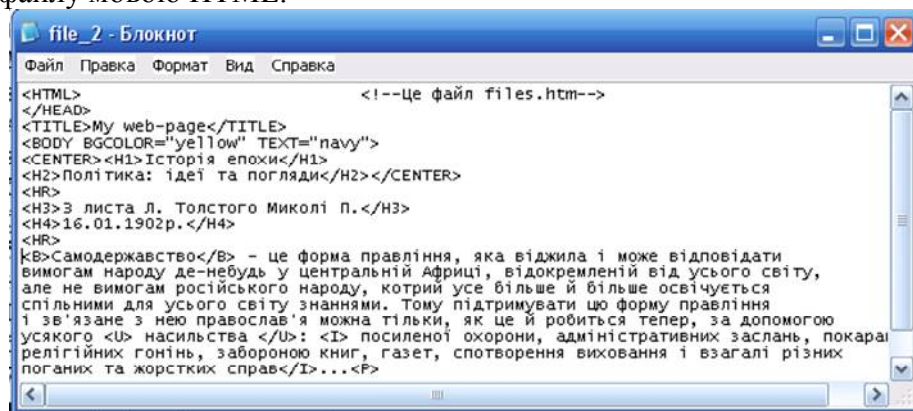 файлу мовою HTML.
file_2 - Блокнот
Файл Правка Формат Вид Справка
<HTML> <!--Це файл files.htm-->
</HEAD>
<TITLE>My web-page</TITLE>
<BODY BGCOLOR="yellow" TEXT="navy">
<CENTER><H1>Історія епохи</H1>
<H2>Політика: ідеї та погляди</H2></CENTER>
<HR>
<H3>З листа Л. Толстого Миколі П.</H3>
<H4>16.01.1902р.</H4>
<HR>
<B>Самодержавство</B> - це форма правління, яка віджила і може відповідати
вимогам народу де-небудь у центральній Африці, відокремленій від усього світу,
але не вимогам російського народу, котрий усе більше й більше освічується
спільними для усього світу знаннями. Тому підтримувати цю форму правління
і зв'язане з нею православ'я можна тільки, як це й робиться тепер, за допомогою
усякого <U> насильства </U>: <I> посиленої охорони, адміністративних заслань,
релігійних гонінь, забороною книг, газет, спотворення виховання і взагалі різних
поганих та жорстких справ</I>...<P>